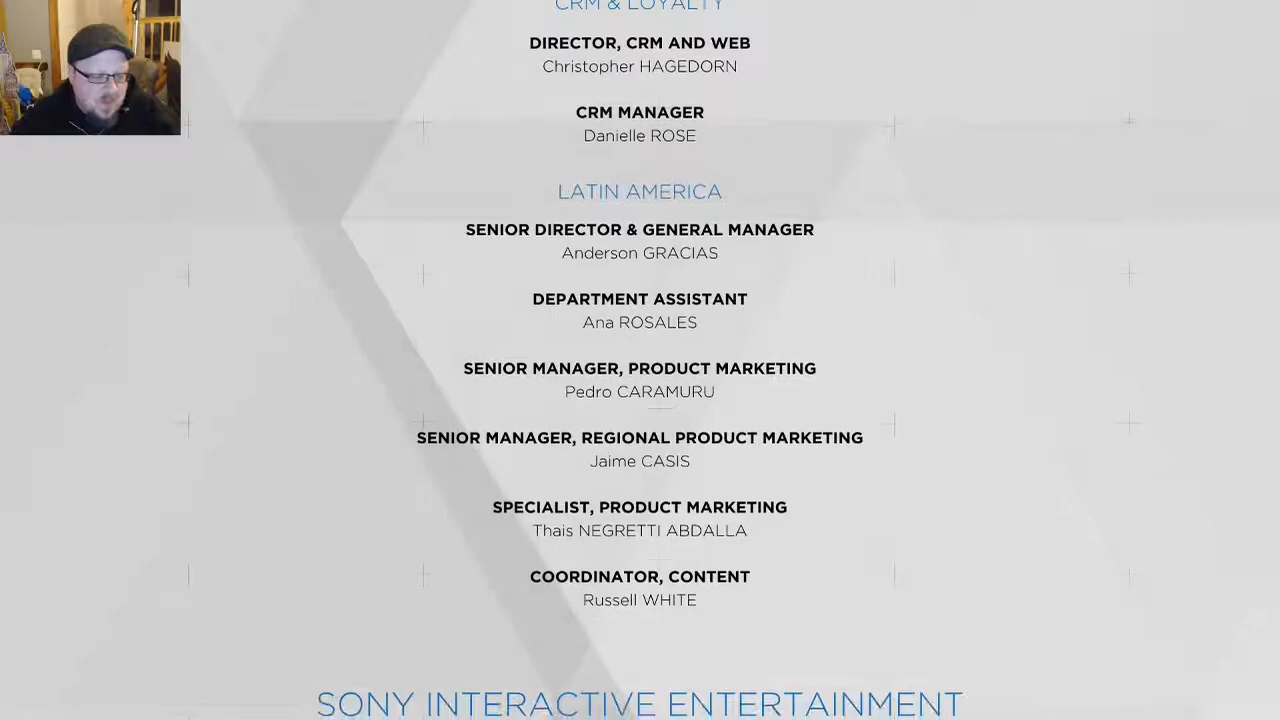 CRM & LOYALTY
DIRECTOR, CRM AND WEB
Christopher HAGEDORN
CRM MANAGER
Danielle ROSE
LATIN AMERICA
SENIOR DIRECTOR & GENERAL MANAGER
Anderson GRACIAS
DEPARTMENT ASSISTANT
Ana ROSALES
SENIOR MANAGER, PRODUCT MARKETING
Pedro CARAMURU
SENIOR MANAGER, REGIONAL PRODUCT MARKETING
Jaime CASIS
SPECIALIST, PRODUCT MARKETING
Thais NEGRETTI ABDALLA
COORDINATOR, CONTENT
Russell WHITE
SONY INTERACTIVE ENTERTAINMENT